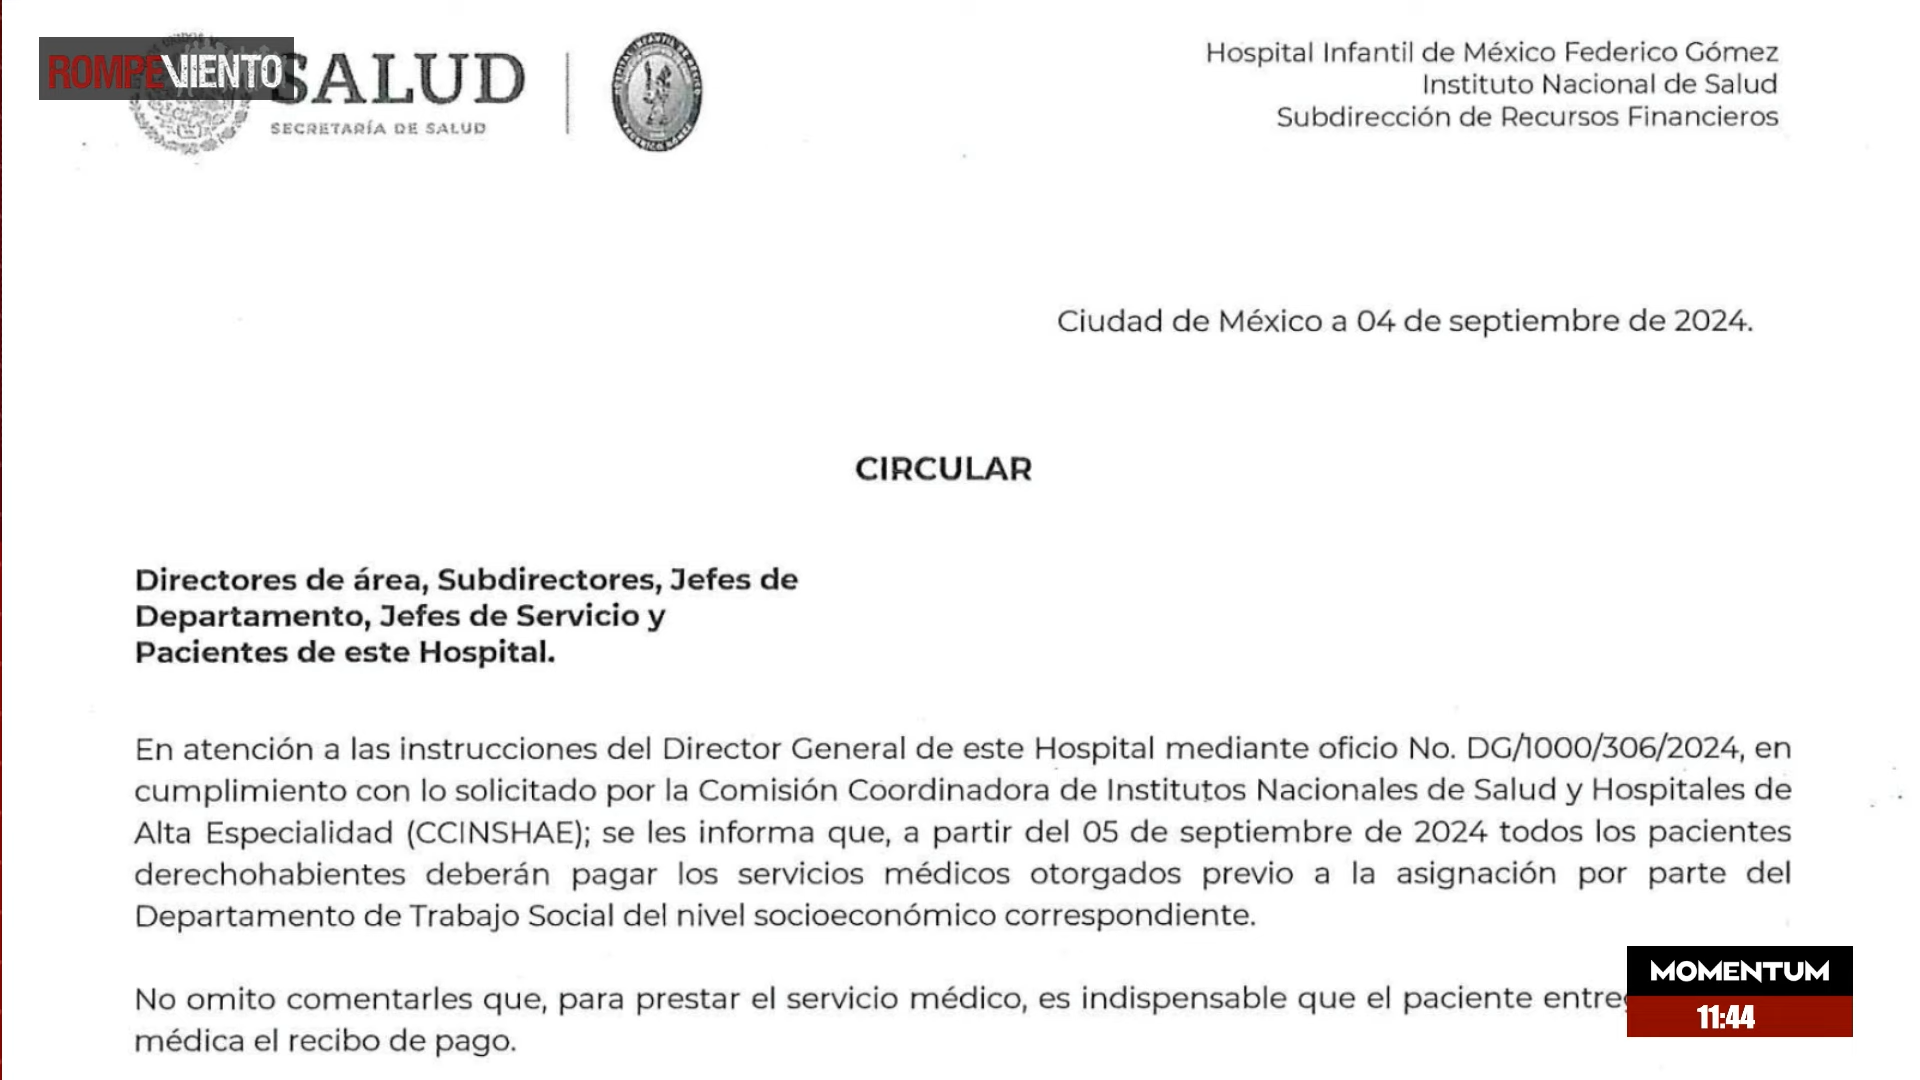 ROMPEVIENTO
SALUD
SECRETARÍA DE SALUD
Hospital Infantil de México Federico Gómez
Instituto Nacional de Salud
Subdirección de Recursos Financieros
Ciudad de México a 04 de septiembre de 2024.
CIRCULAR
Directores de área, Subdirectores, Jefes de
Departamento, Jefes de Servicio y
Pacientes de este Hospital.
En atención a las instrucciones del Director General de este Hospital mediante oficio No. DG/1000/306/2024, en
cumplimiento con lo solicitado por la Comisión Coordinadora de Institutos Nacionales de Salud y Hospitales de
Alta Especialidad (CCINSHAE); se les informa que, a partir del 05 de septiembre de 2024 todos los pacientes
derechohabientes deberán pagar los servicios médicos otorgados previo a la asignación por parte del
Departamento de Trabajo Social del nivel socioeconómico correspondiente.
No omito comentarles que, para prestar el servicio médico, es indispensable que el paciente
médica el recibo de pago.
MOMENTUM
11:44